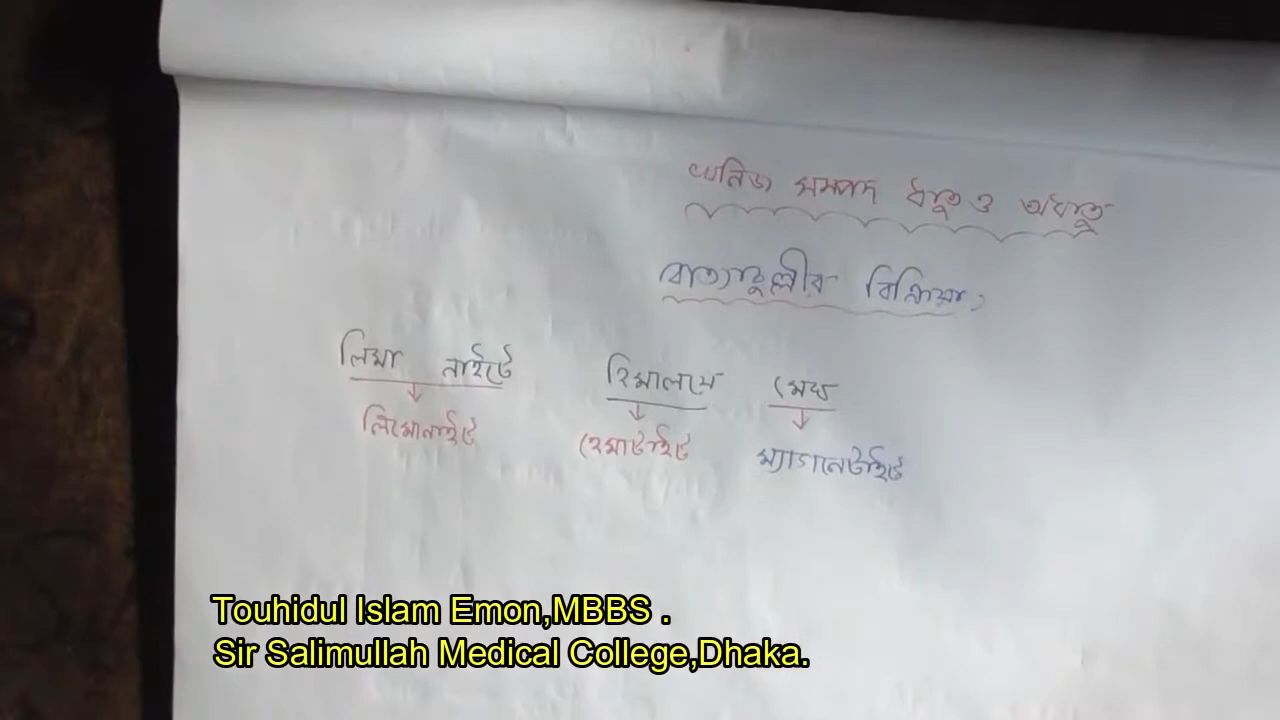 খনিজ সম্পদ ধাতু ও অধাতু
বাত্যাচুল্লীর বিক্রিয়া,
লিমা নাইটে হিমালয়ে মেঘ
লিমোনাইট হেমাটাইট ম্যাগনেটাইট
Touhidul Islam Emon,MBBS .
Sir Salimullah Medical College,Dhaka.